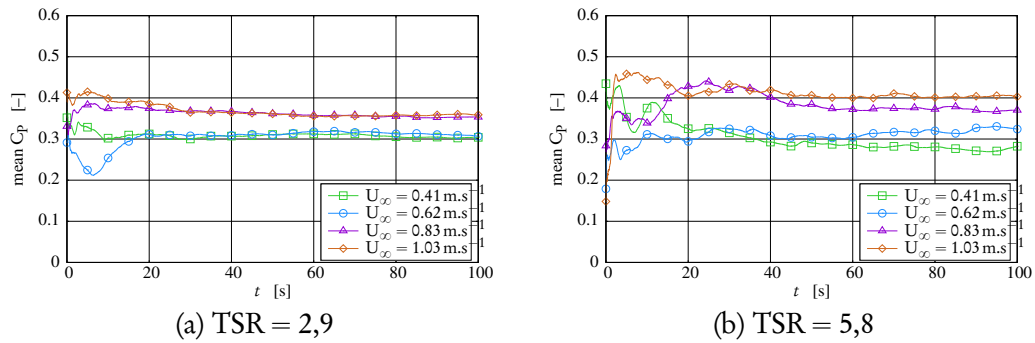 0.6
0.5
0.4
0.3
0.2
0.1
0
mean CP [–]
U∞ = 0.41 m.s−1
U∞ = 0.62 m.s−1
U∞ = 0.83 m.s−1
U∞ = 1.03 m.s−1
0 20 40 60 80 100
t [s]
(a) TSR = 2,9
0.6
0.5
0.4
0.3
0.2
0.1
0
mean CP [–]
U∞ = 0.41 m.s−1
U∞ = 0.62 m.s−1
U∞ = 0.83 m.s−1
U∞ = 1.03 m.s−1
0 20 40 60 80 100
t [s]
(b) TSR = 5,8